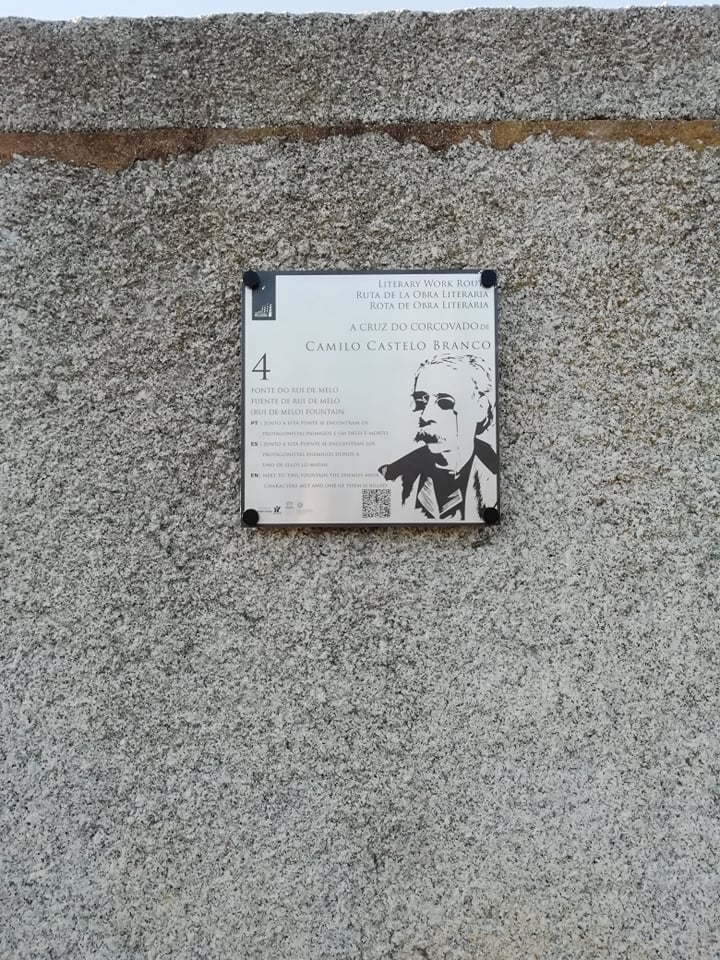 LITERARY WORK ROUTE
RUTA DE LA OBRA LITERARIA
ROTA DE OBRA LITERÁRIA
A CRUZ DO CORCOVADO DE
CAMILO CASTELO BRANCO
4
FONTE DO RUI DE MELO
FUENTE DE RUI DE MELO
(RUI DE MELO) FOUNTAIN
PT | JUNTO A ESTA FONTE SE ENCONTRAM OS
PROTAGONISTAS INIMIGOS E UM DELES É MORTO.
ES | JUNTO A ESTA FUENTE SE ENCUENTRAN LOS
PROTAGONISTAS ENEMIGOS DONDE A
UNO DE ELLOS LO MATAN.
EN | NEXT TO THIS FOUNTAIN THE ENEMIES MAIN
CHARACTERS MET AND ONE OF THEM IS KILLED.